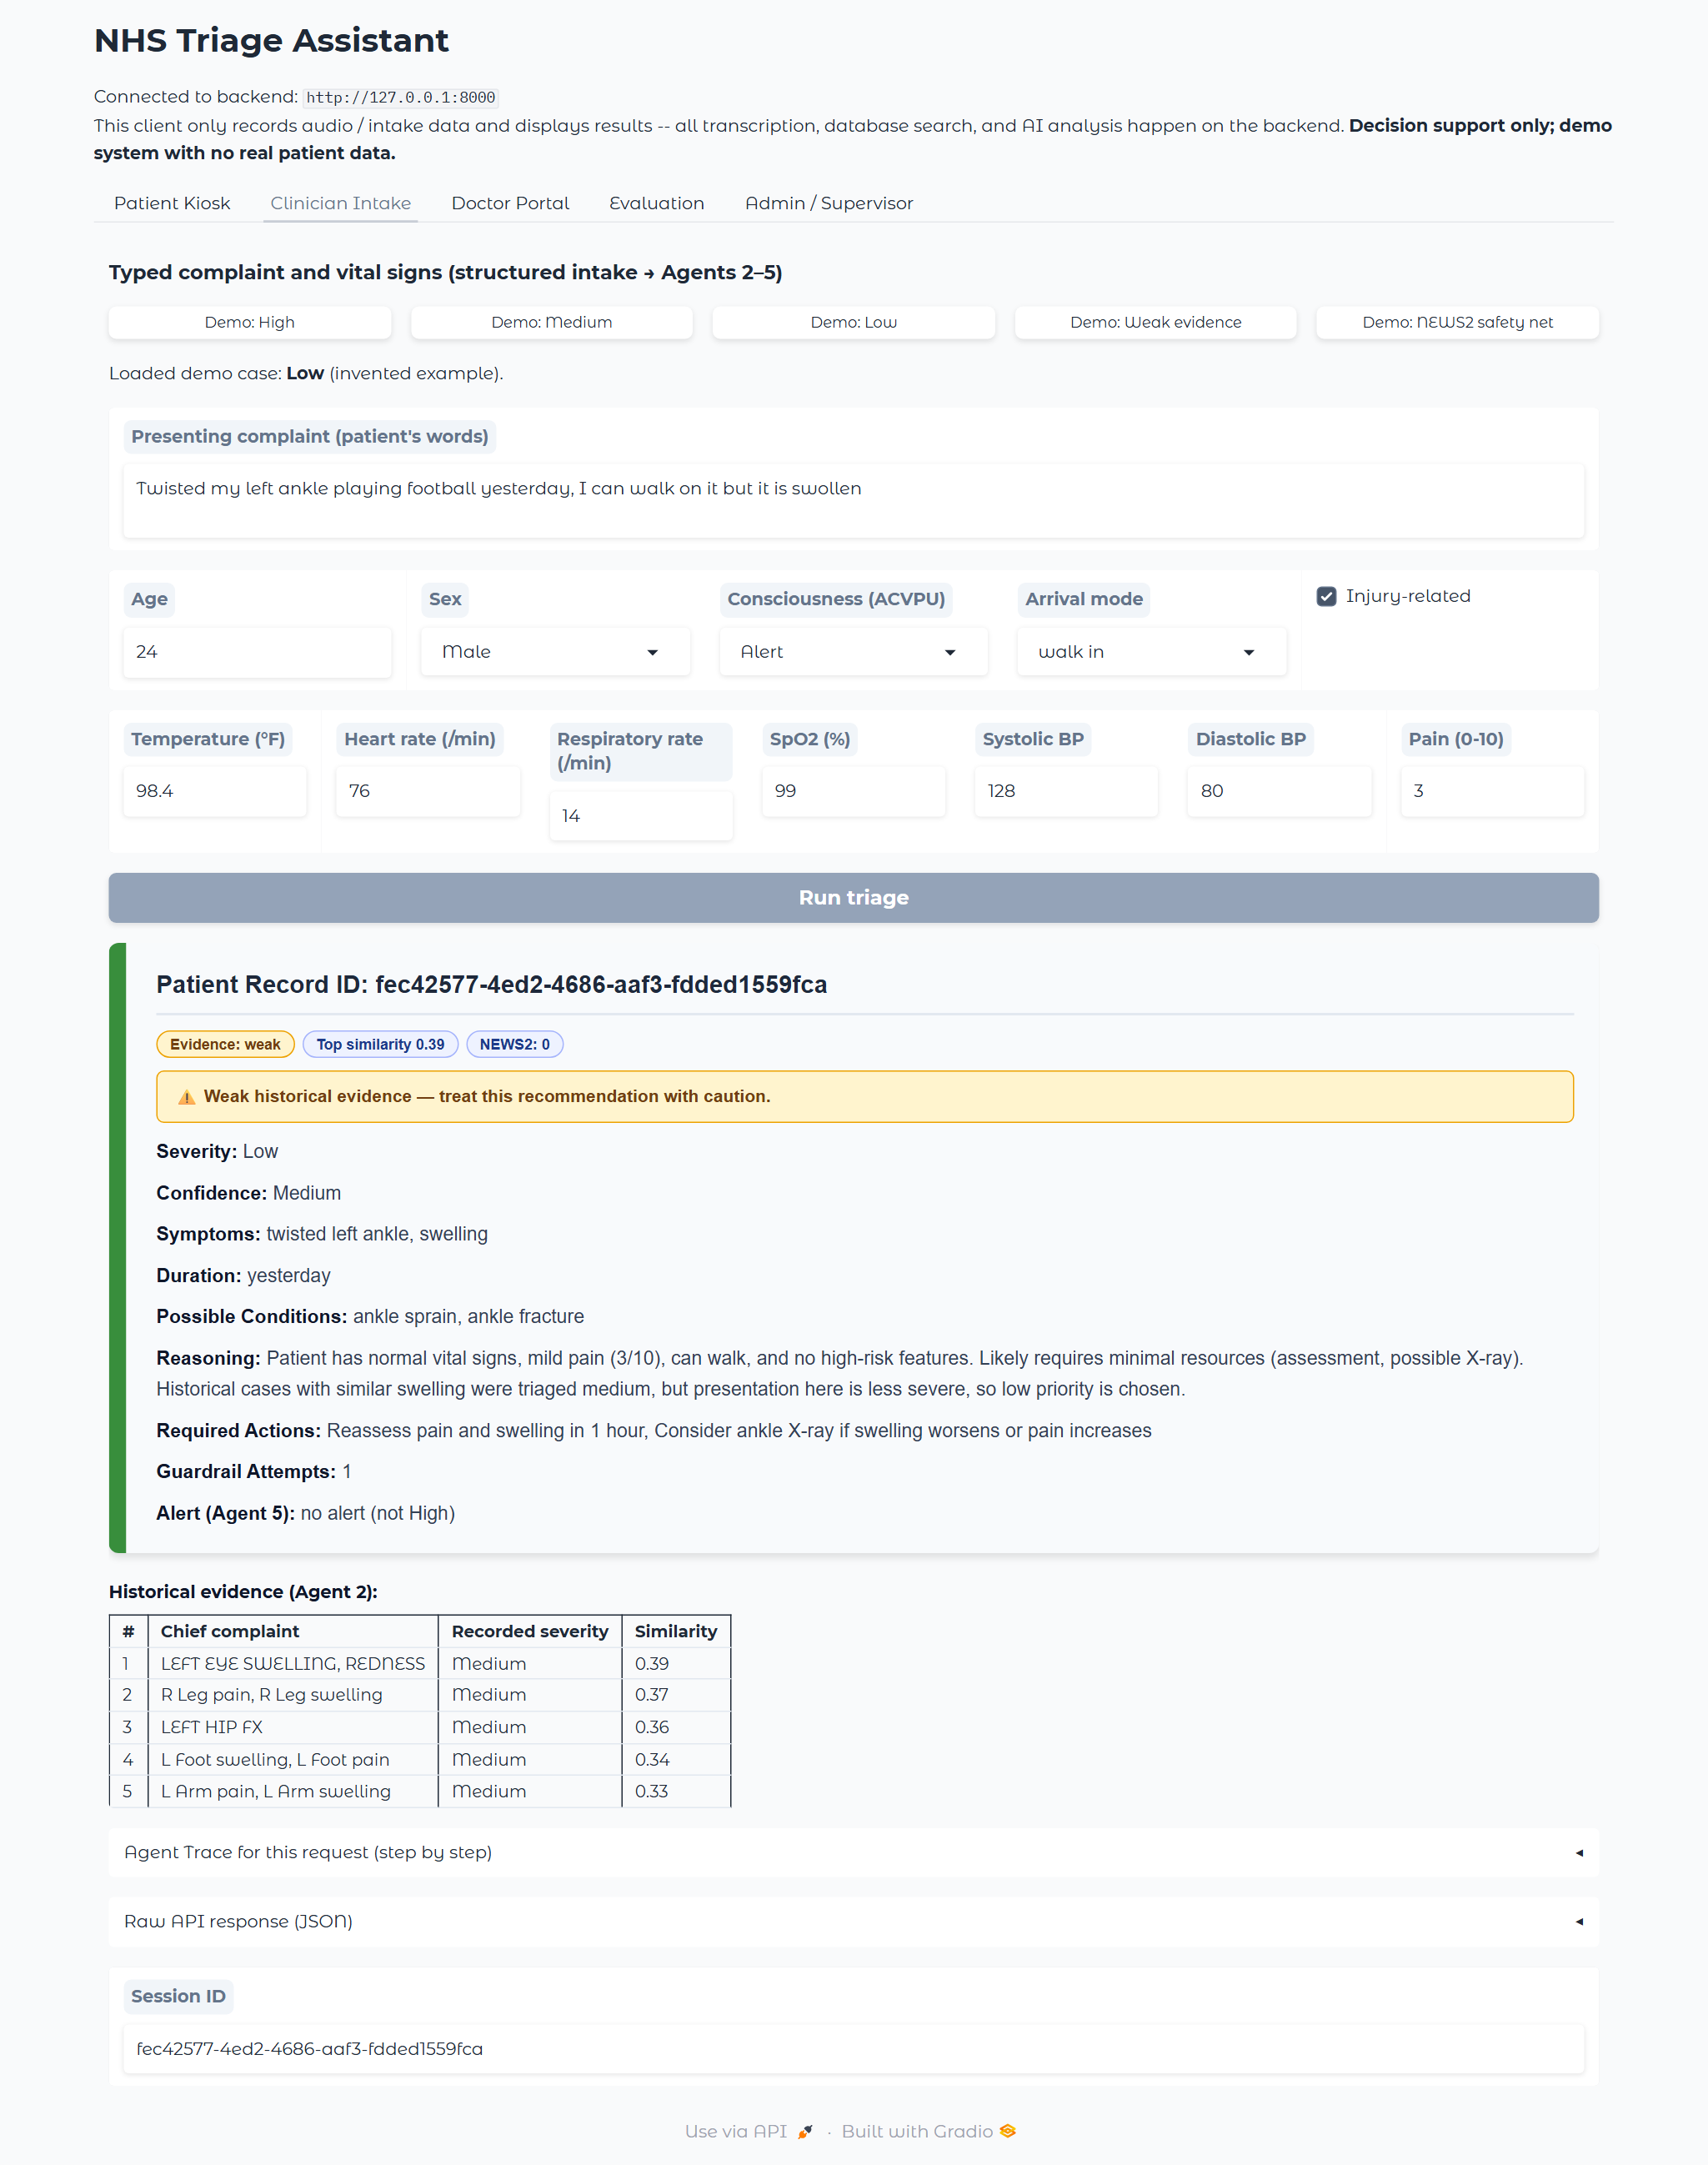 NHS Triage Assistant
Connected to backend: http://127.0.0.1:8000
This client only records audio / intake data and displays results -- all transcription, database search, and AI analysis happen on the backend. Decision support only; demo
system with no real patient data.
Patient Kiosk Clinician Intake Doctor Portal Evaluation Admin / Supervisor
Typed complaint and vital signs (structured intake → Agents 2–5)
Demo: High Demo: Medium Demo: Low Demo: Weak evidence Demo: NEWS2 safety net
Loaded demo case: Low (invented example).
Presenting complaint (patient's words)
Twisted my left ankle playing football yesterday, I can walk on it but it is swollen
Age Sex Consciousness (ACVPU) Arrival mode Injury-related
24 Male Alert walk in
Temperature (°F) Heart rate (/min) Respiratory rate SpO2 (%) Systolic BP Diastolic BP Pain (0-10)
(/min)
98.4 76 14 99 128 80 3
Run triage
Patient Record ID: fec42577-4ed2-4686-aaf3-fdded1559fca
Evidence: weak Top similarity 0.39 NEWS2: 0
⚠ Weak historical evidence — treat this recommendation with caution.
Severity: Low
Confidence: Medium
Symptoms: twisted left ankle, swelling
Duration: yesterday
Possible Conditions: ankle sprain, ankle fracture
Reasoning: Patient has normal vital signs, mild pain (3/10), can walk, and no high-risk features. Likely requires minimal resources (assessment, possible X-ray).
Historical cases with similar swelling were triaged medium, but presentation here is less severe, so low priority is chosen.
Required Actions: Reassess pain and swelling in 1 hour, Consider ankle X-ray if swelling worsens or pain increases
Guardrail Attempts: 1
Alert (Agent 5): no alert (not High)
Historical evidence (Agent 2):
# Chief complaint Recorded severity Similarity
1 LEFT EYE SWELLING, REDNESS Medium 0.39
2 R Leg pain, R Leg swelling Medium 0.37
3 LEFT HIP FX Medium 0.36
4 L Foot swelling, L Foot pain Medium 0.34
5 L Arm pain, L Arm swelling Medium 0.33
Agent Trace for this request (step by step)
Raw API response (JSON)
Session ID
fec42577-4ed2-4686-aaf3-fdded1559fca
Use via API · Built with Gradio